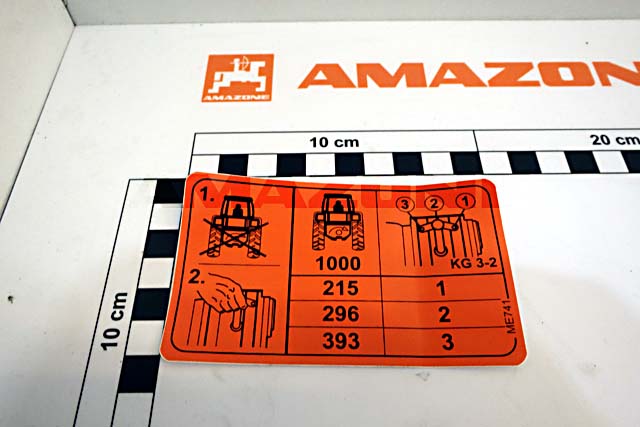 AMAZONE
AMAZON
10 cm
20 cm
10 cm
AMAZONE
1.
3 2 1
1000
KG 3-2
2.
215 1
296 2
393 3
ME741